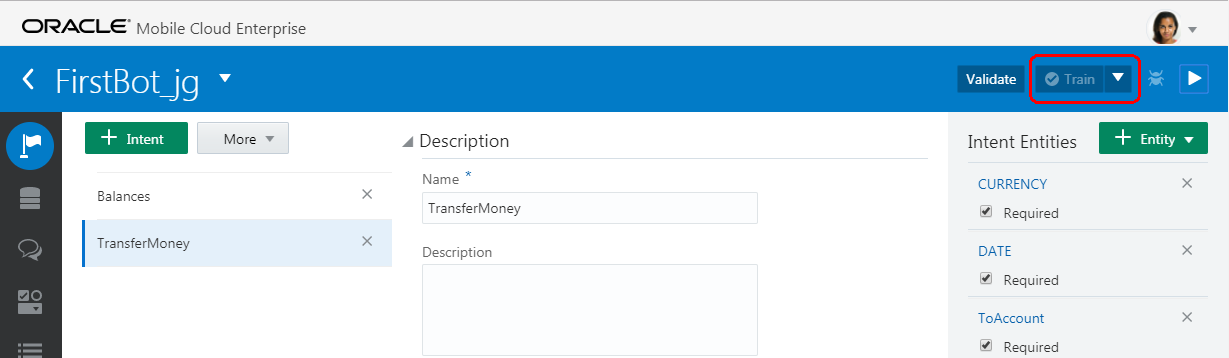 ORACLE® Mobile Cloud Enterprise
FirstBot_jg
Validate
Train
Intent
More
Balances
TransferMoney
Description
Name *
TransferMoney
Description
Intent Entities
Entity
CURRENCY
Required
DATE
Required
ToAccount
Required